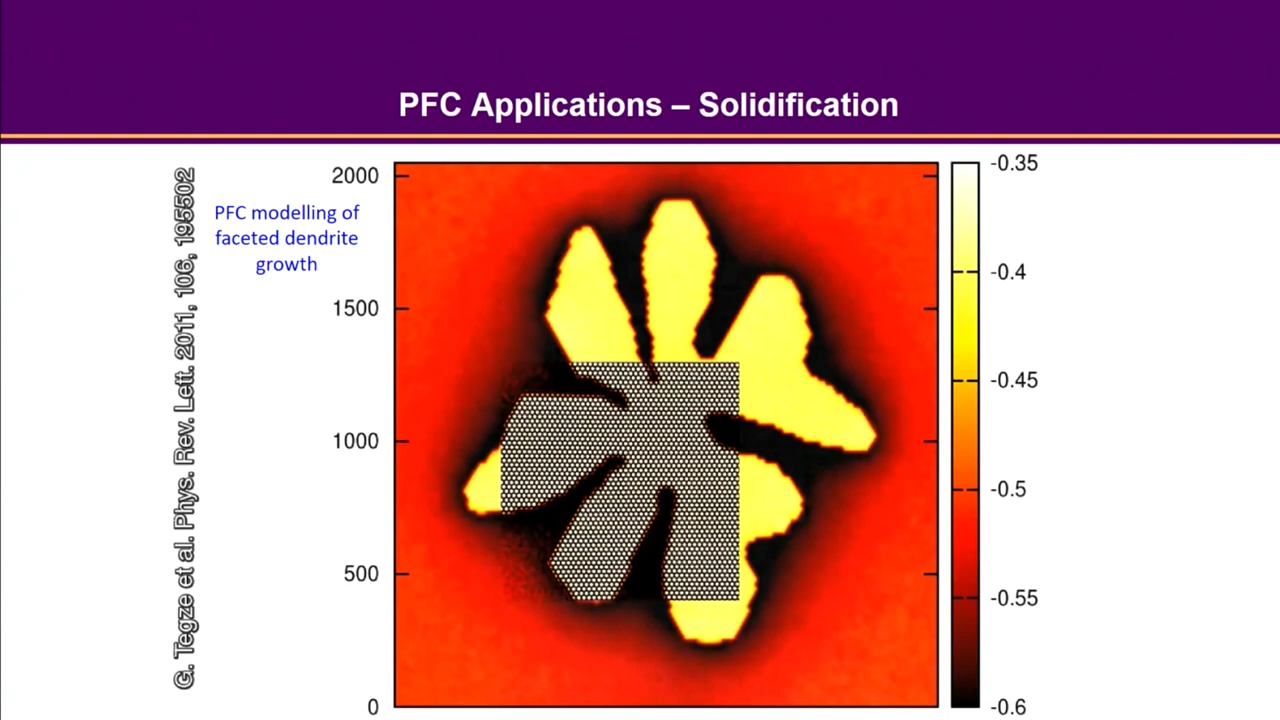 PFC Applications – Solidification
G. Tegze et al. Phys. Rev. Lett. 2011, 106, 195502
PFC modelling of
faceted dendrite
growth
2000
1500
1000
500
0
-0.35
-0.4
-0.45
-0.5
-0.55
-0.6